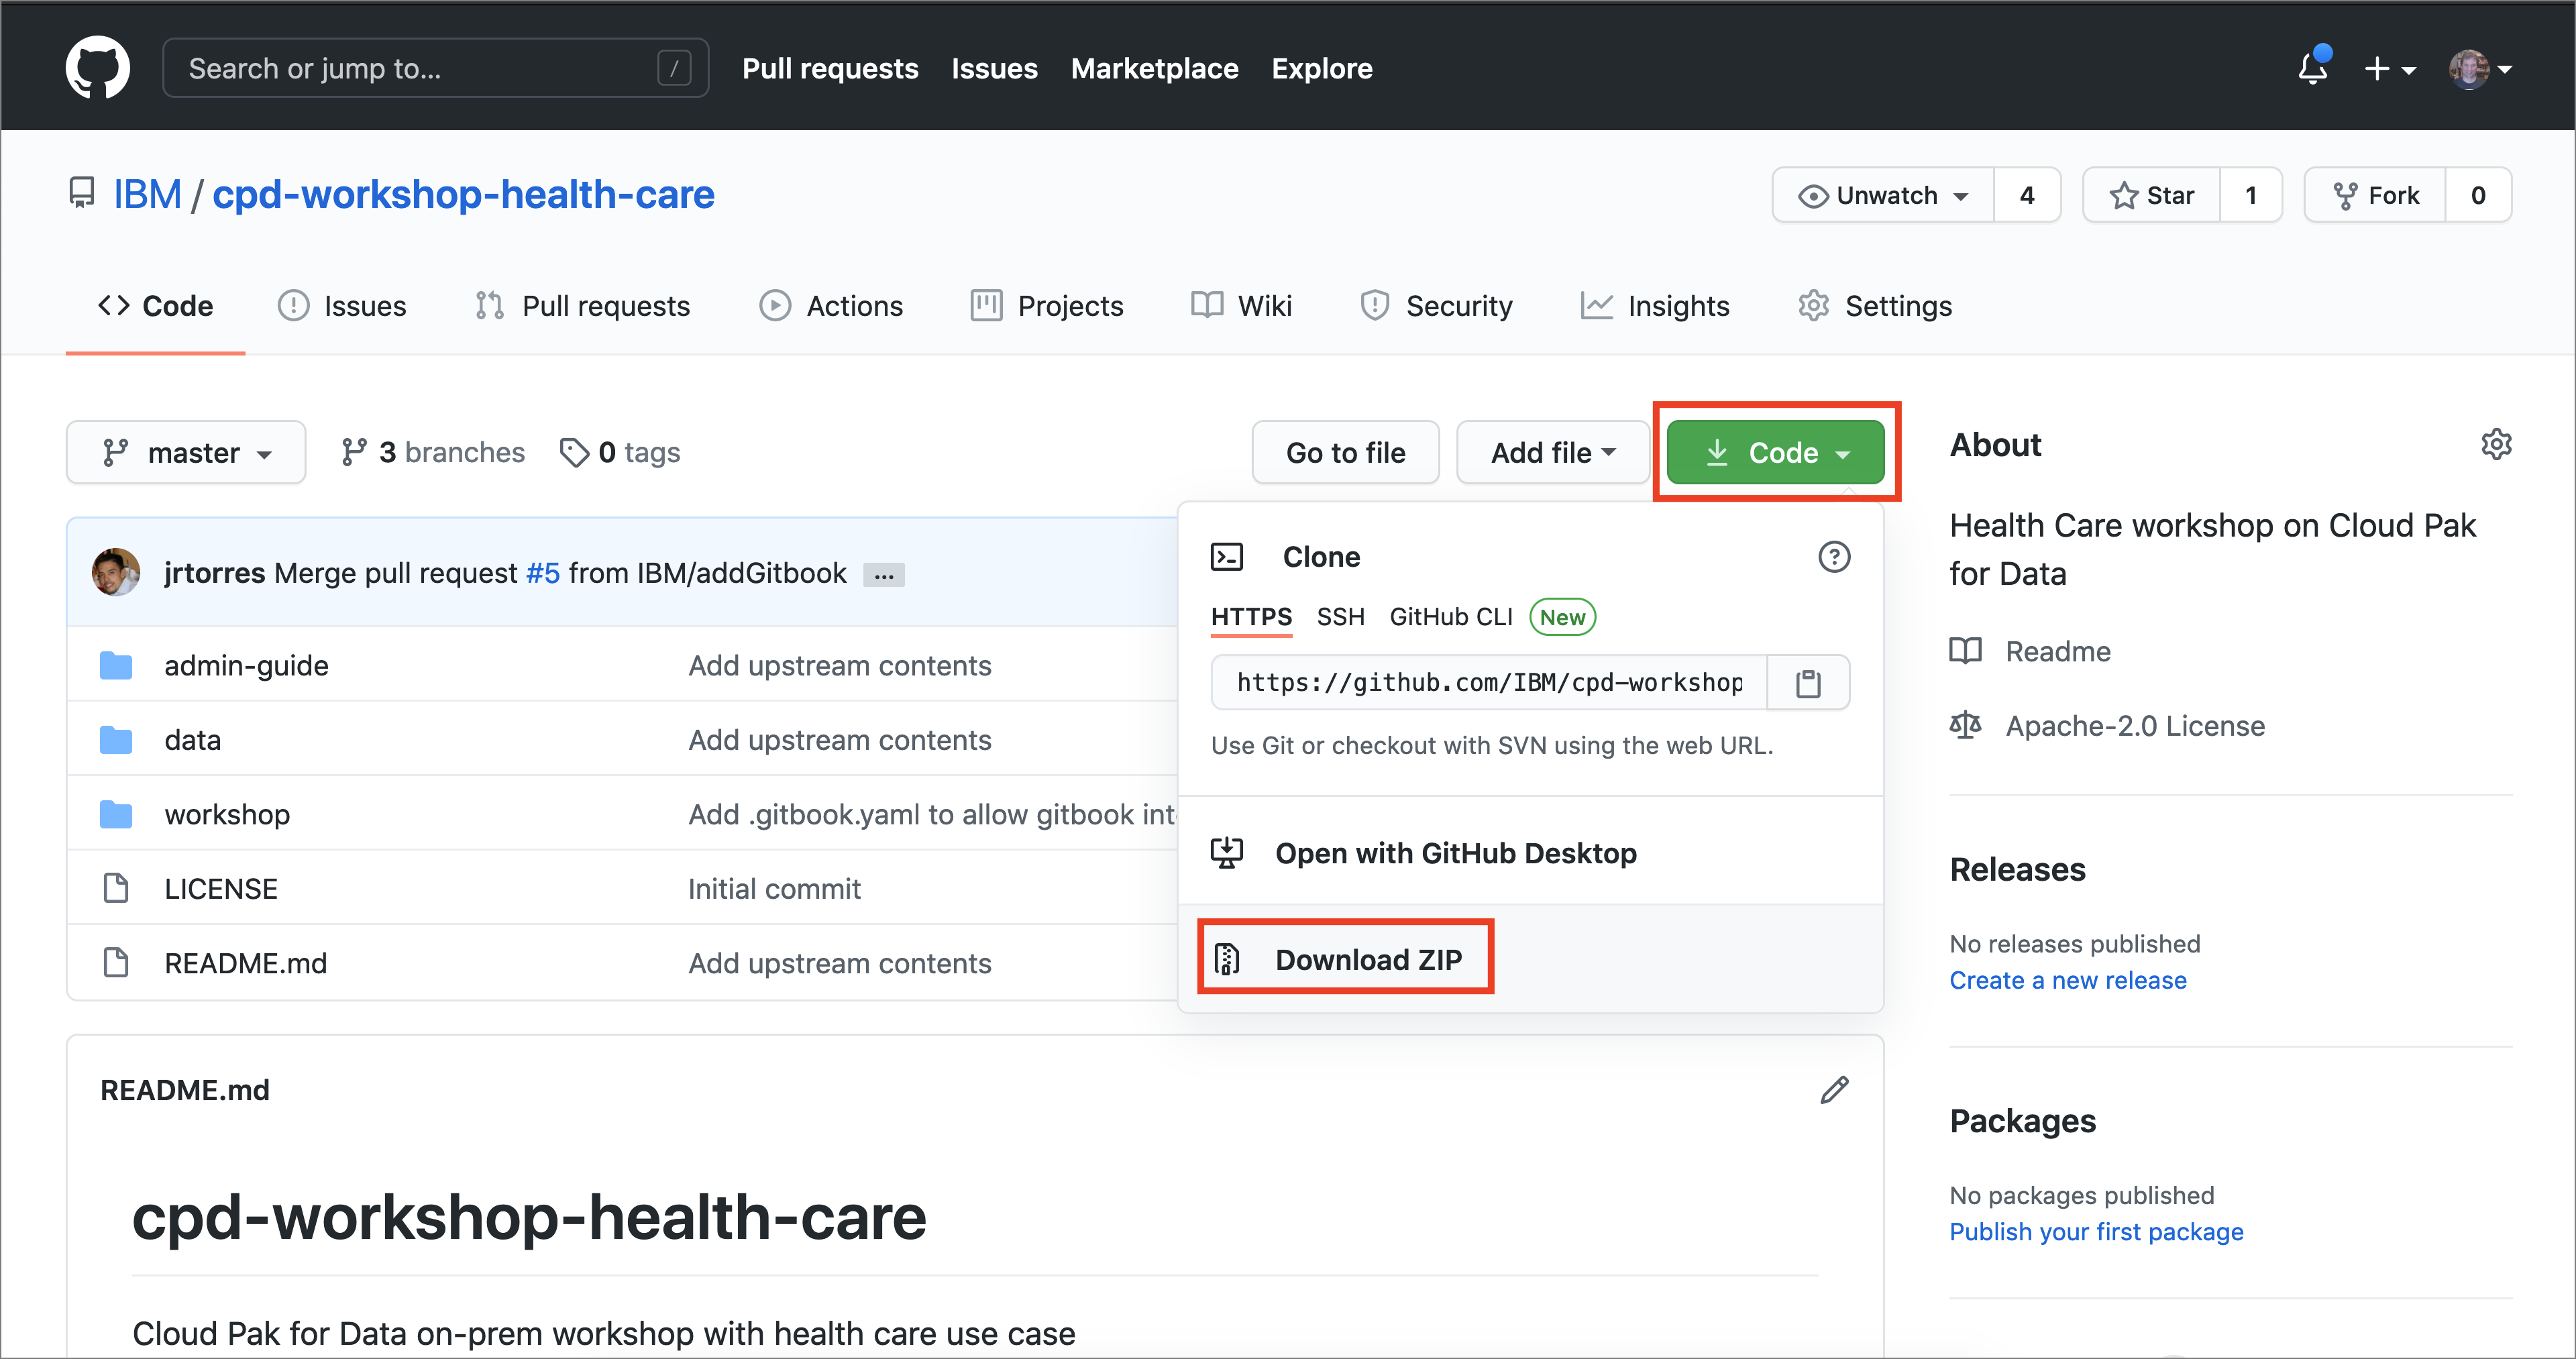 Search or jump to... /
Pull requests Issues Marketplace Explore
IBM / cpd-workshop-health-care
Unwatch 4 Star 1 Fork 0
Code Issues Pull requests Actions Projects Wiki Security Insights Settings
master 3 branches 0 tags
Go to file Add file Code
jrtorres Merge pull request #5 from IBM/addGitbook ...
admin-guide Add upstream contents
data Add upstream contents
workshop Add .gitbook.yaml to allow gitbook int
LICENSE Initial commit
README.md Add upstream contents
Clone
HTTPS SSH GitHub CLI New
https://github.com/IBM/cpd-workshop
Use Git or checkout with SVN using the web URL.
Open with GitHub Desktop
Download ZIP
README.md
cpd-workshop-health-care
Cloud Pak for Data on-prem workshop with health care use case
About
Health Care workshop on Cloud Pak
for Data
Readme
Apache-2.0 License
Releases
No releases published
Create a new release
Packages
No packages published
Publish your first package